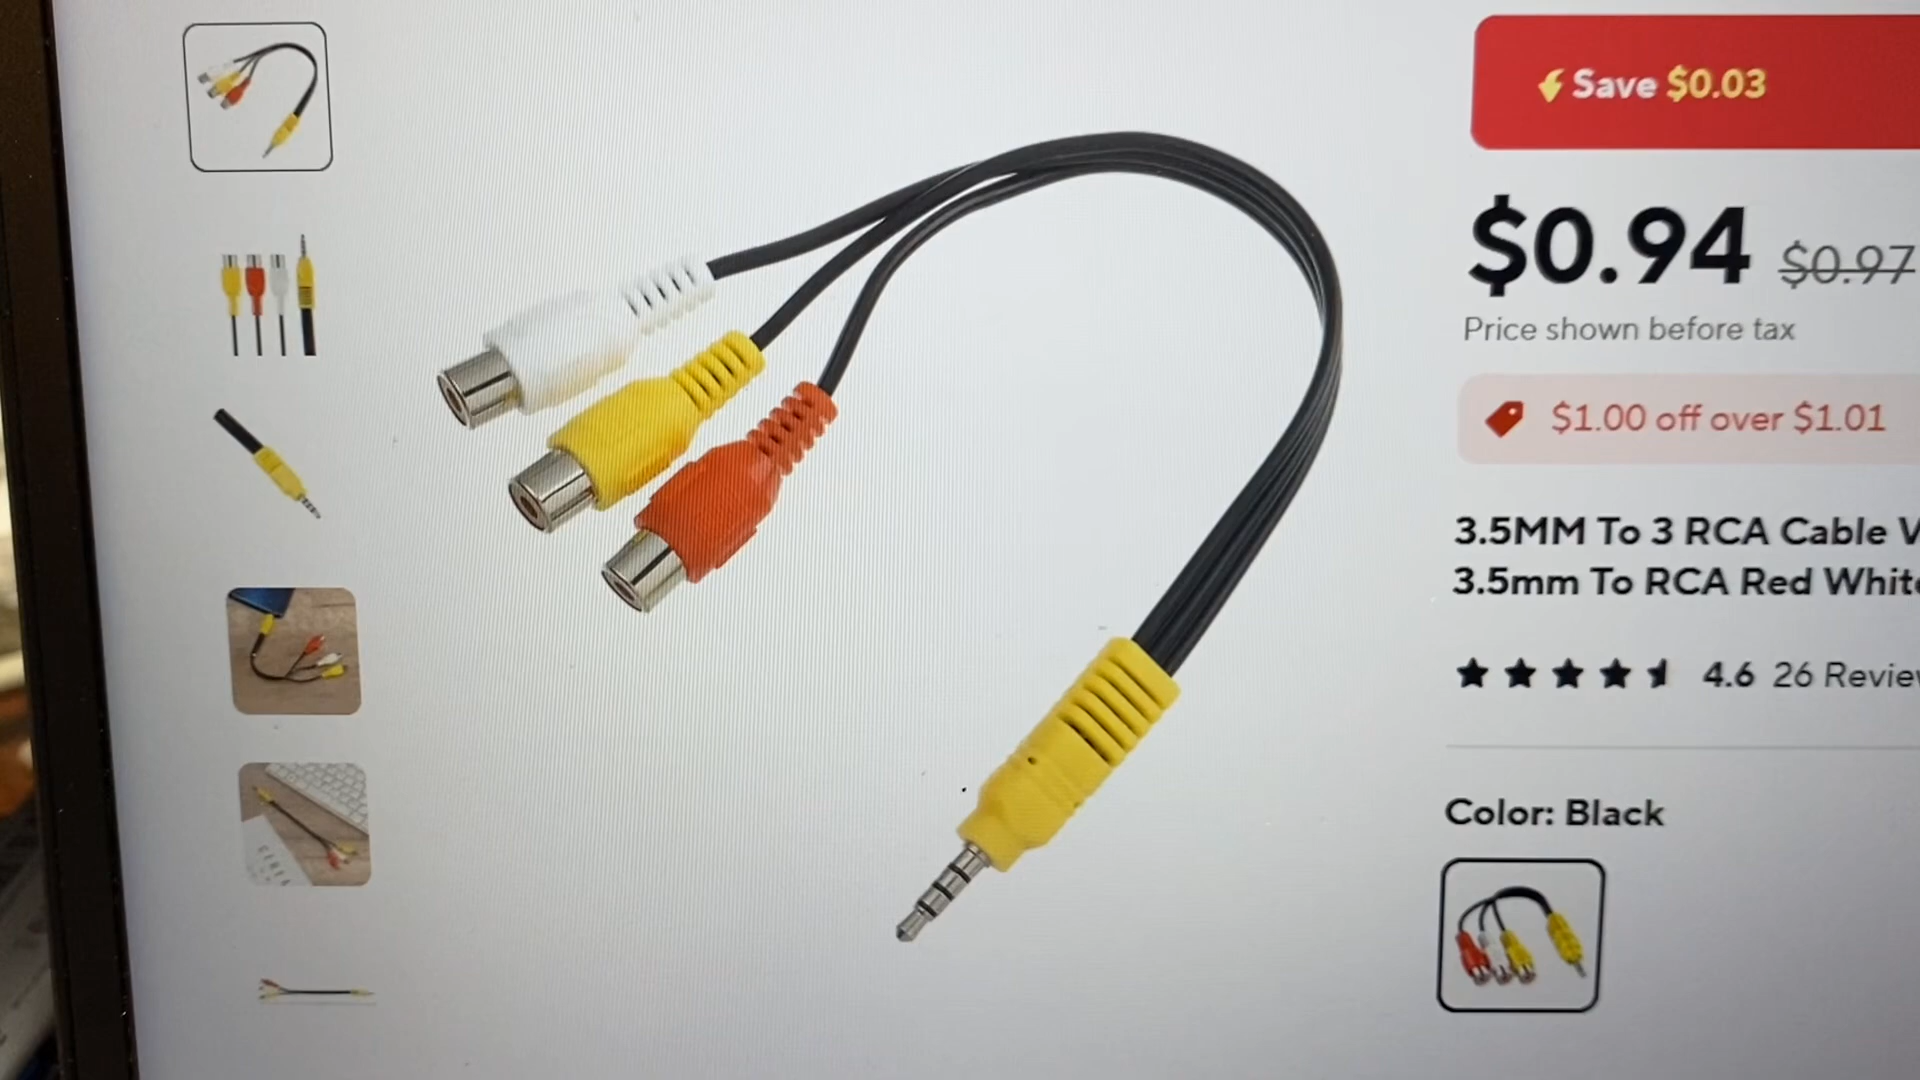 Save $0.03
$0.94 $0.97
Price shown before tax
$1.00 off over $1.01
3.5MM To 3 RCA Cable
3.5mm To RCA Red
4.6 26
Color: Black